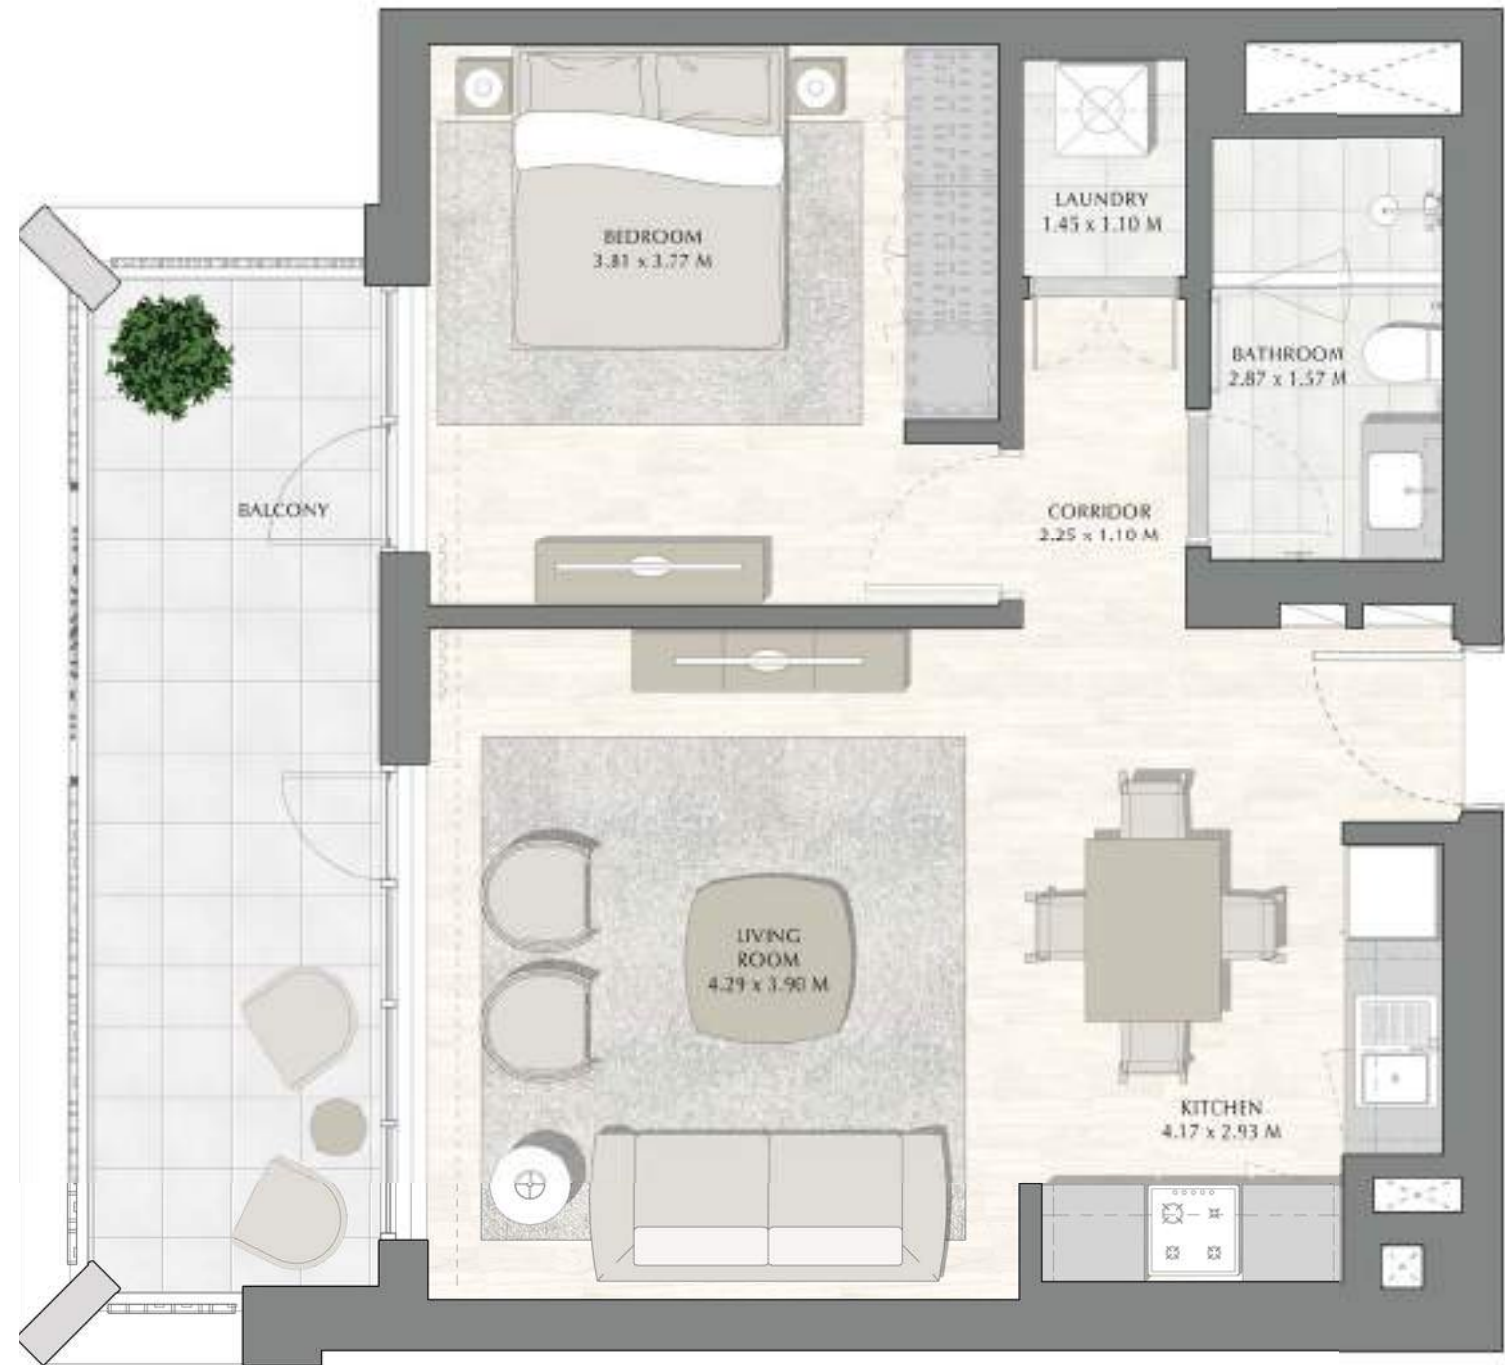 LAUNDRY
1.45 x 1.10 M
BEDROOM
3.81 x 3.77 M
BATHROOM
2.87 x 1.57 M
BALCONY
CORRIDOR
2.25 x 1.10 M
LIVING
ROOM
4.29 x 3.90 M
KITCHEN
4.17 x 2.93 M